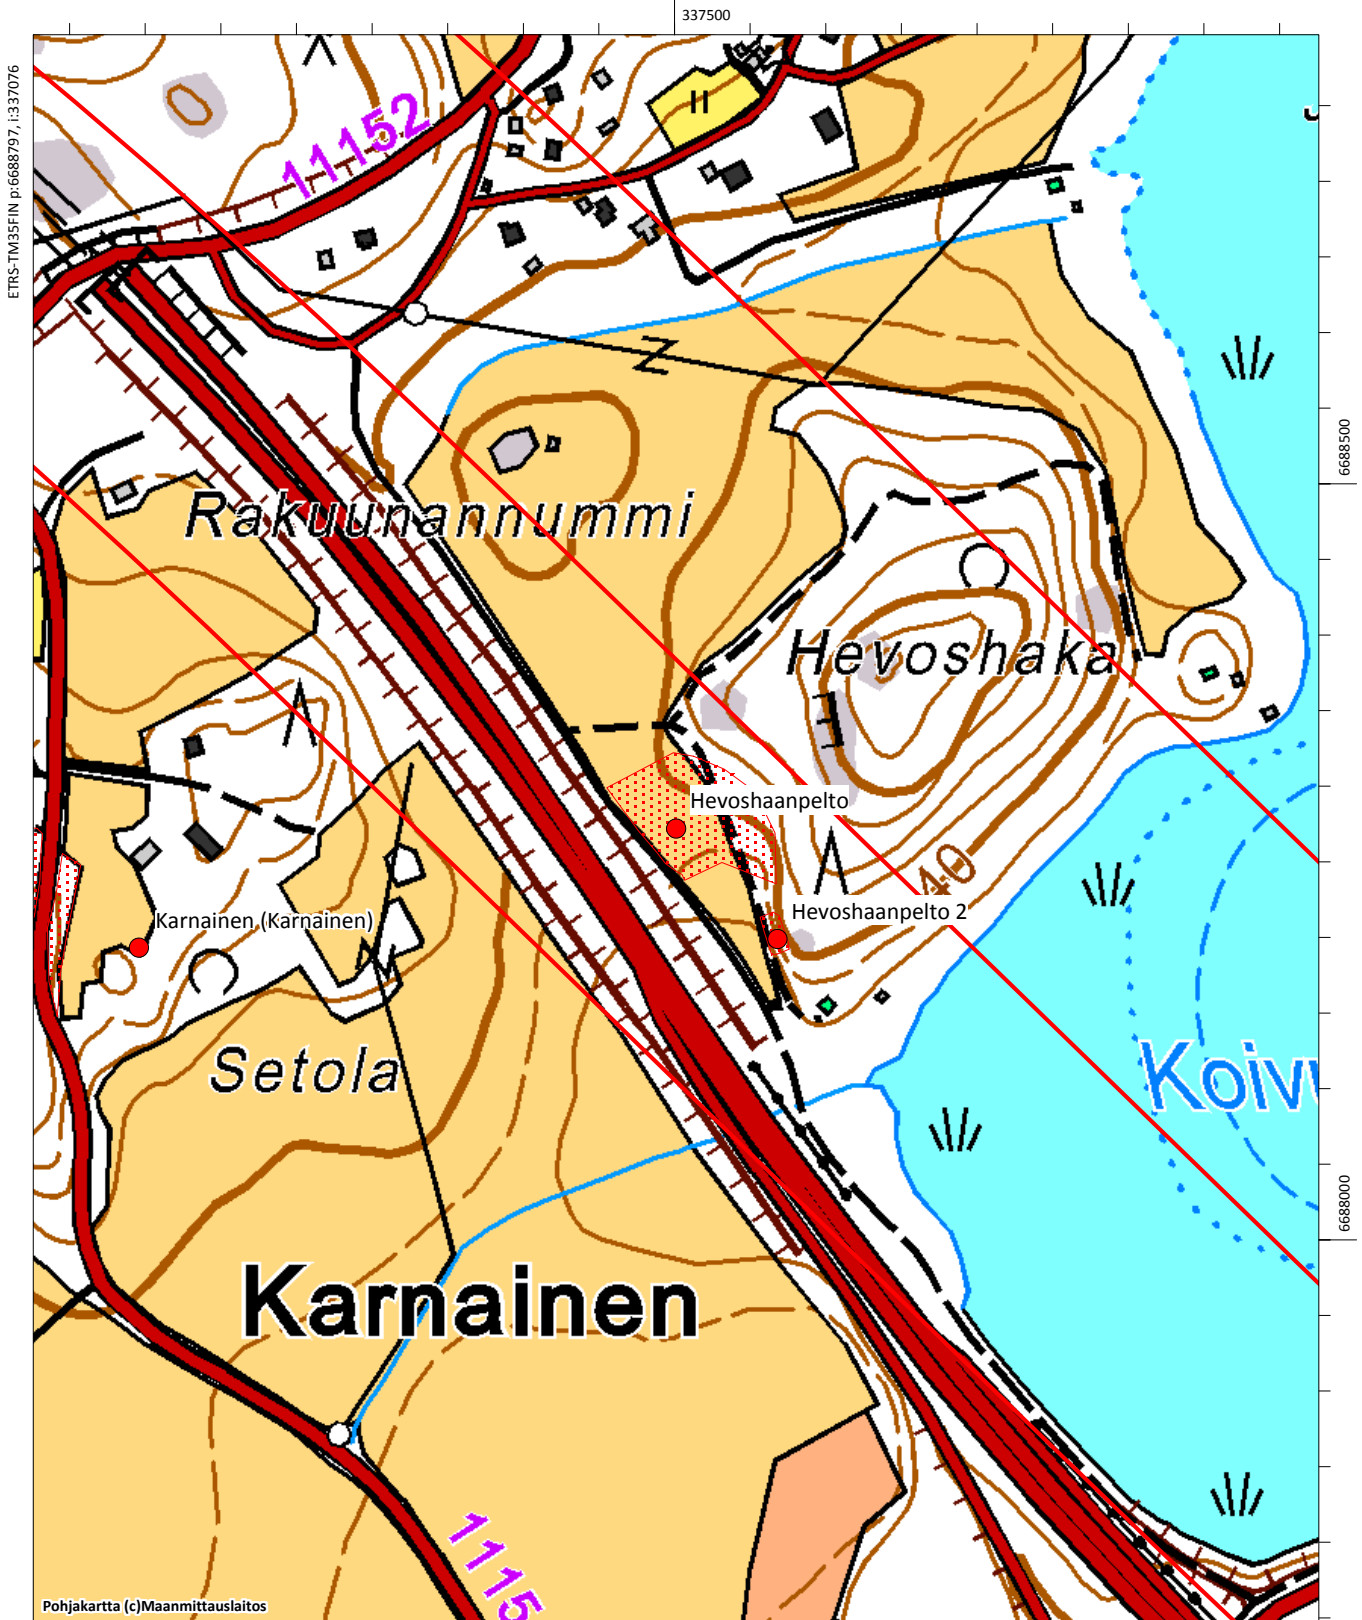 337500
ETRS-TM35FIN p:6688797, i:337076
11152
II
6688500
Rakuunannummi
Hevoshaka
Hevoshaanpelto
40
Hevoshaanpelto 2
Karnainen (Karnainen)
Setola
Koivu
6688000
Karnainen
1115
Pohjakartta (c)Maanmittauslaitos